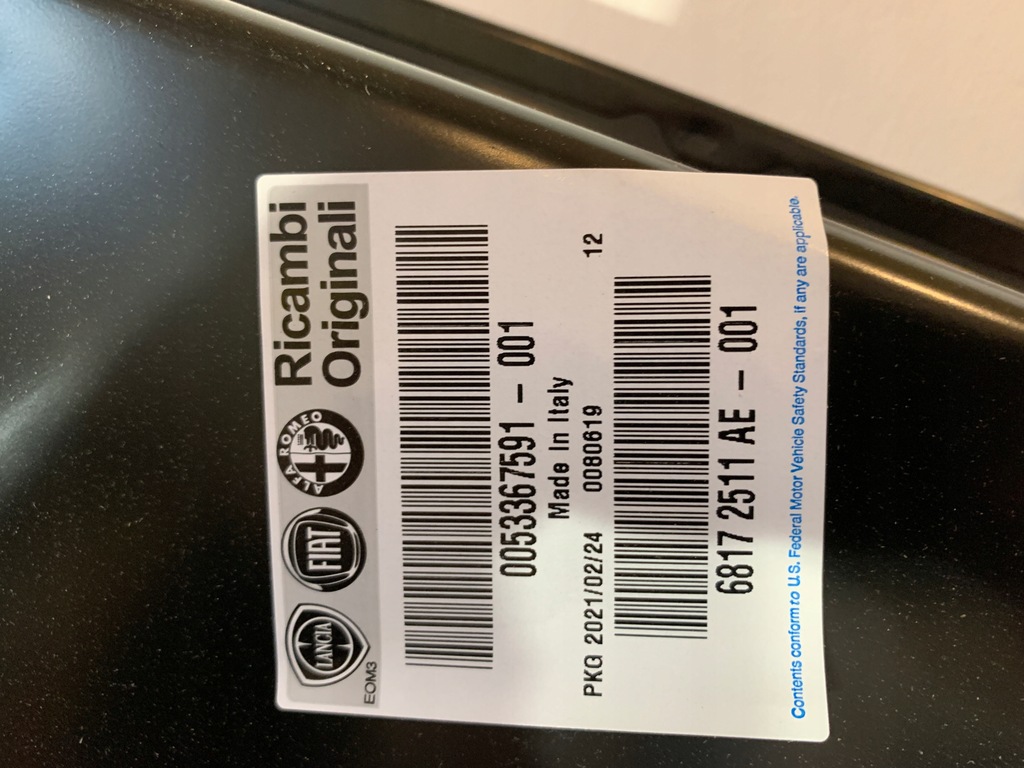 LANCIA
FIAT
ALFA ROMEO
Ricambi
Originali
EOM3
0053367591 - 001
Made In Italy
PKG 2021/02/24 0080619 12
6817 2511 AE - 001
Contents conform to U.S. Federal Motor Vehicle Safety Standards, if any are applicable.